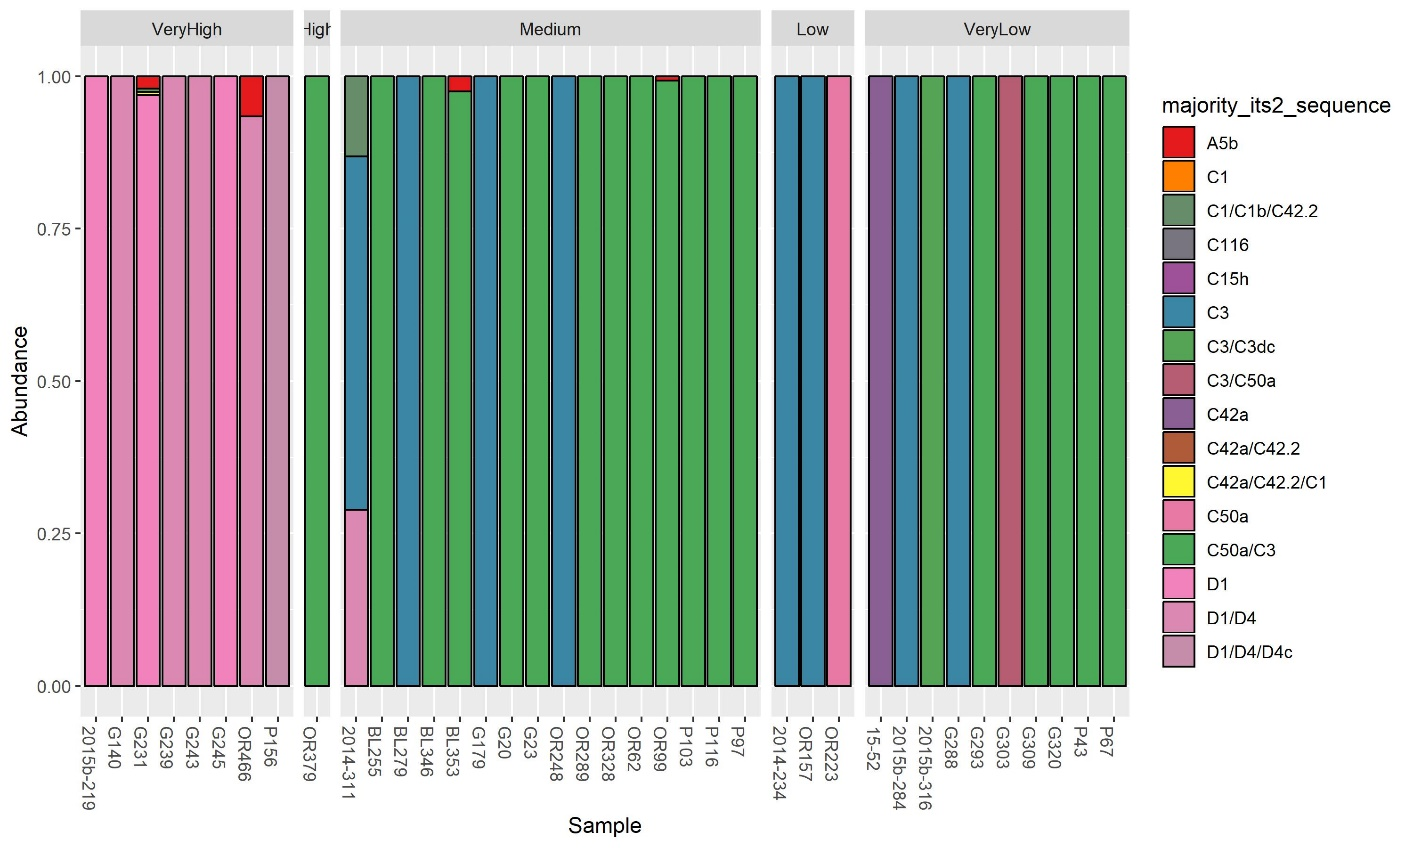 VeryHigh High Medium Low VeryLow
Abundance
1.00
0.75
0.50
0.25
0.00
2015b-219 G140 G231 G239 G243 G245 OR466 P156 OR379 2014-311 BL255 BL279 BL346 BL353 G179 G20 G23 OR248 OR289 OR328 OR62 OR99 P103 P116 P97 2014-234 OR157 OR223 15-52 2015b-284 2015b-316 G288 G293 G303 G309 G320 P43 P67
Sample
majority_its2_sequence
A5b
C1
C1/C1b/C42.2
C116
C15h
C3
C3/C3dc
C3/C50a
C42a
C42a/C42.2
C42a/C42.2/C1
C50a
C50a/C3
D1
D1/D4
D1/D4/D4c